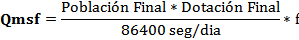 Qmsf = Población Final * Dotación Final / 86400 seg/dia * f